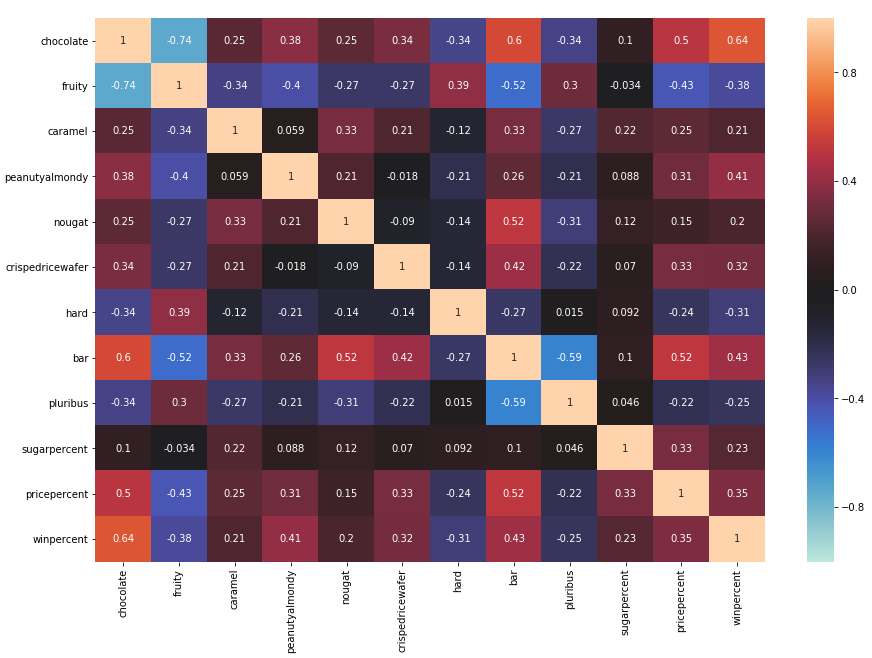 chocolate 1 -0.74 0.25 0.38 0.25 0.34 -0.34 0.6 -0.34 0.1 0.5 0.64
fruity -0.74 1 -0.34 -0.4 -0.27 -0.27 0.39 -0.52 0.3 -0.034 -0.43 -0.38
caramel 0.25 -0.34 1 0.059 0.33 0.21 -0.12 0.33 -0.27 0.22 0.25 0.21
peanutyalmondy 0.38 -0.4 0.059 1 0.21 -0.018 -0.21 0.26 -0.21 0.088 0.31 0.41
nougat 0.25 -0.27 0.33 0.21 1 -0.09 -0.14 0.52 -0.31 0.12 0.15 0.2
crispedricewafer 0.34 -0.27 0.21 -0.018 -0.09 1 -0.14 0.42 -0.22 0.07 0.33 0.32
hard -0.34 0.39 -0.12 -0.21 -0.14 -0.14 1 -0.27 0.015 0.092 -0.24 -0.31
bar 0.6 -0.52 0.33 0.26 0.52 0.42 -0.27 1 -0.59 0.1 0.52 0.43
pluribus -0.34 0.3 -0.27 -0.21 -0.31 -0.22 0.015 -0.59 1 0.046 -0.22 -0.25
sugarpercent 0.1 -0.034 0.22 0.088 0.12 0.07 0.092 0.1 0.046 1 0.33 0.23
pricepercent 0.5 -0.43 0.25 0.31 0.15 0.33 -0.24 0.52 -0.22 0.33 1 0.35
winpercent 0.64 -0.38 0.21 0.41 0.2 0.32 -0.31 0.43 -0.25 0.23 0.35 1
chocolate fruity caramel peanutyalmondy nougat crispedricewafer hard bar pluribus sugarpercent pricepercent winpercent
0.8
0.4
0.0
−0.4
−0.8